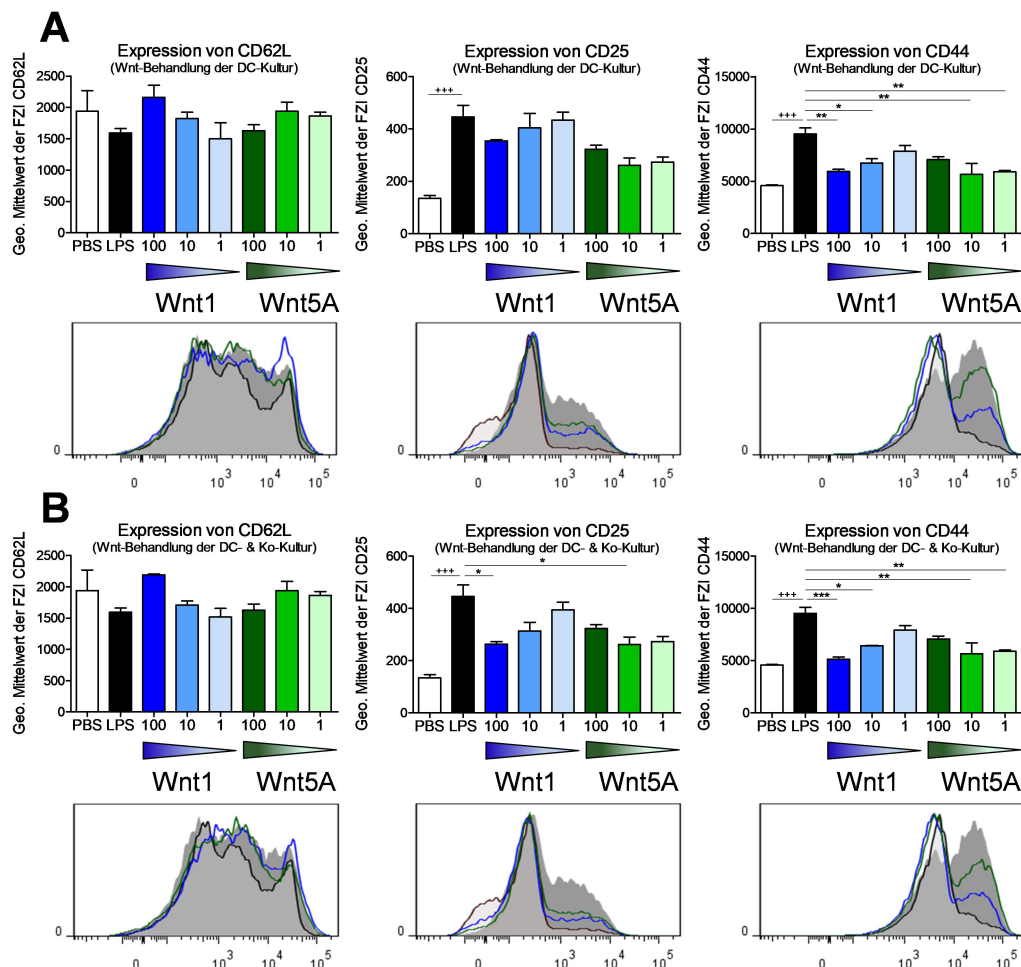 A
Expression von CD62L
(Wnt-Behandlung der DC-Kultur)
Geo. Mittelwert der FZI CD62L
2500
2000
1500
1000
500
0
PBS LPS 100 10 1 100 10 1
Wnt1 Wnt5A
0
0 10³ 10⁴ 10⁵
Expression von CD25
(Wnt-Behandlung der DC-Kultur)
Geo. Mittelwert der FZI CD25
600
400
200
0
+++
PBS LPS 100 10 1 100 10 1
Wnt1 Wnt5A
0
0 10³ 10⁴ 10⁵
Expression von CD44
(Wnt-Behandlung der DC-Kultur)
Geo. Mittelwert der FZI CD44
15000
10000
5000
0
**
**
*
+++ **
PBS LPS 100 10 1 100 10 1
Wnt1 Wnt5A
0
0 10³ 10⁴ 10⁵
B
Expression von CD62L
(Wnt-Behandlung der DC- & Ko-Kultur)
Geo. Mittelwert der FZI CD62L
2500
2000
1500
1000
500
0
PBS LPS 100 10 1 100 10 1
Wnt1 Wnt5A
0
0 10³ 10⁴ 10⁵
Expression von CD25
(Wnt-Behandlung der DC- & Ko-Kultur)
Geo. Mittelwert der FZI CD25
600
400
200
0
*
+++ *
PBS LPS 100 10 1 100 10 1
Wnt1 Wnt5A
0
0 10³ 10⁴ 10⁵
Expression von CD44
(Wnt-Behandlung der DC- & Ko-Kultur)
Geo. Mittelwert der FZI CD44
15000
10000
5000
0
**
**
*
+++ ***
PBS LPS 100 10 1 100 10 1
Wnt1 Wnt5A
0
0 10³ 10⁴ 10⁵